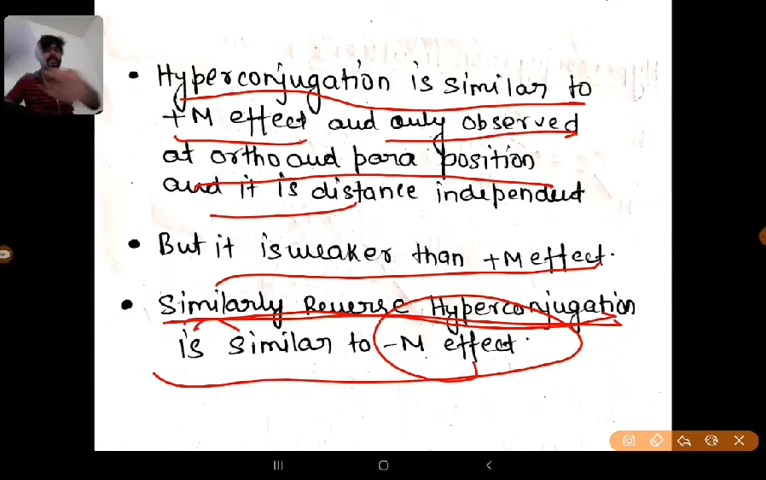 • Hyperconjugation is similar to
+M effect and only observed
at ortho and para position
and it is distance independent
• But it is weaker than +M effect.
• Similarly Reverse Hyperconjugation
is similar to -M effect.